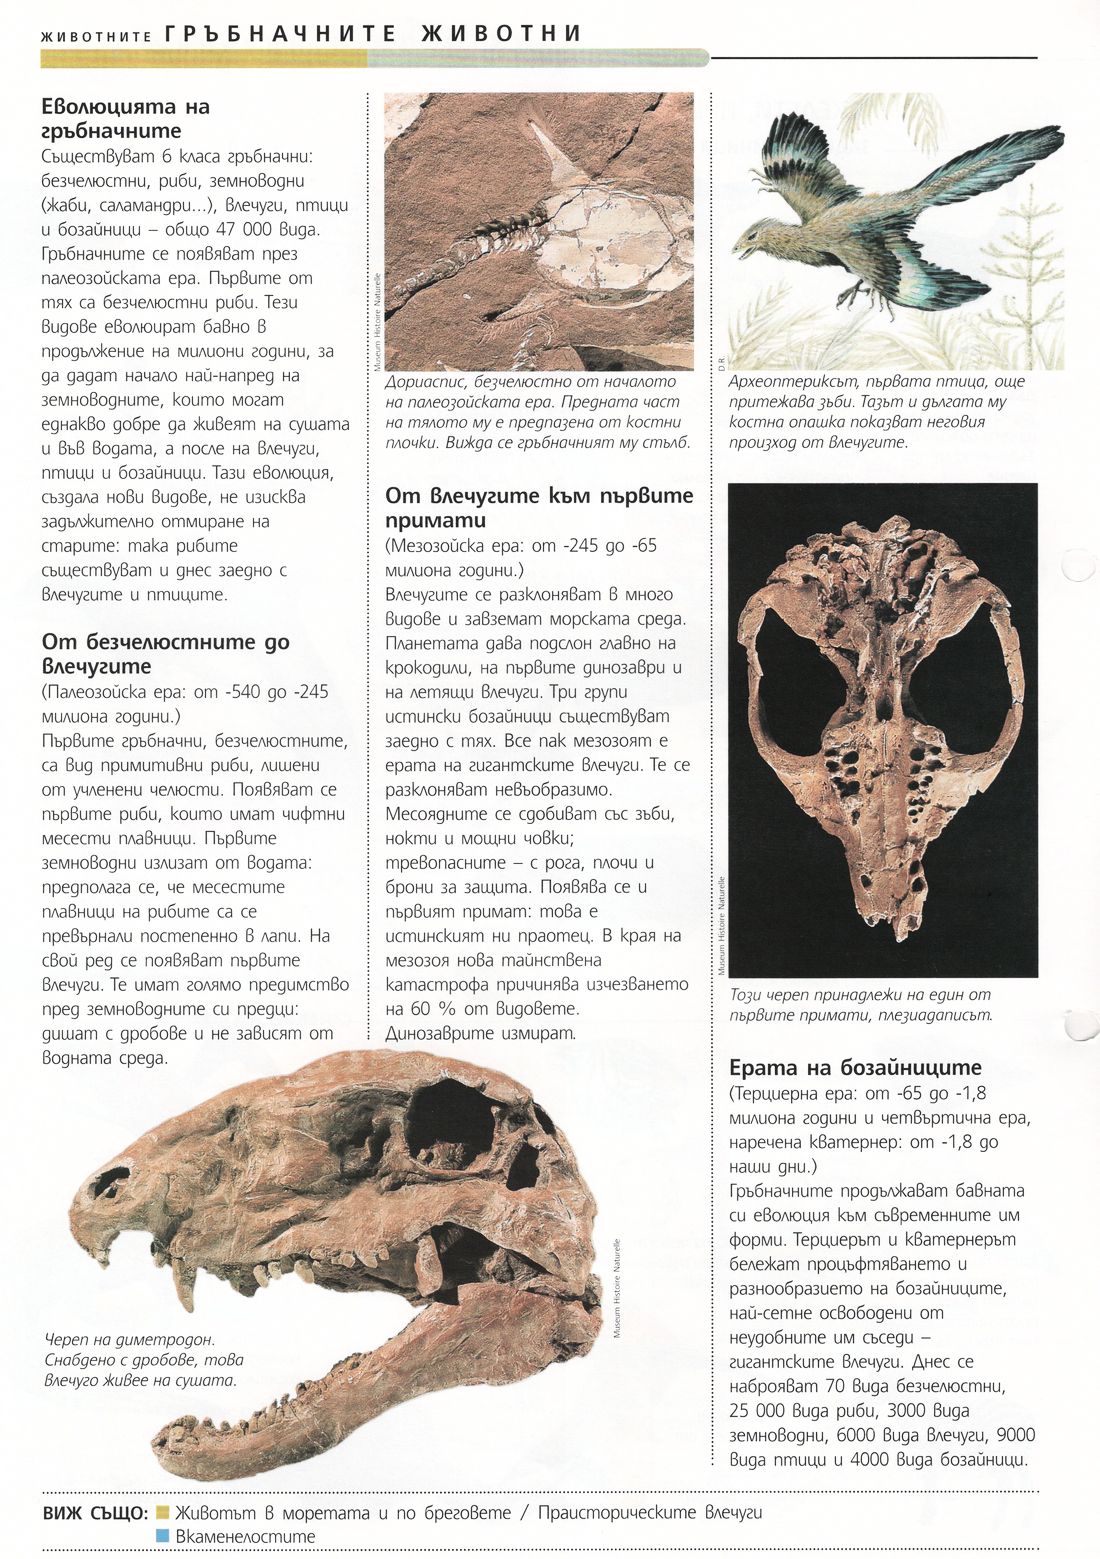 ЖИВОТНИТЕ ГРЪБНАЧНИТЕ ЖИВОТНИ
Еволюцията на
гръбначните
Съществуват 6 класа гръбначни:
безчелюстни, риби, земноводни
(жаби, саламандри...), влечуги, птици
и бозайници – общо 47 000 вида.
Гръбначните се появяват през
палеозойската ера. Първите от
тях са безчелюстни риби. Тези
видове еволюират бавно в
продължение на милиони години, за
да дадат начало най-напред на
земноводните, които могат
еднакво добре да живеят на сушата
и във водата, а после на влечуги,
птици и бозайници. Тази еволюция,
създала нови видове, не изисква
задължително отмиране на
старите: така рибите
съществуват и днес заедно с
влечугите и птиците.
От безчелюстните до
влечугите
(Палеозойска ера: от -540 до -245
милиона години.)
Първите гръбначни, безчелюстните,
са вид примитивни риби, лишени
от учленени челюсти. Появяват се
първите риби, които имат чифтни
месести плавници. Първите
земноводни излизат от водата:
предполага се, че месестите
плавници на рибите са се
превърнали постепенно в лапи. На
свой ред се появяват първите
влечуги. Те имат голямо предимство
пред земноводните си предци:
дишат с дробове и не зависят от
водната среда.
Череп на диметродон.
Снабдено с дробове, това
влечуго живее на сушата.
Museum Histoire Naturelle
Museum Histoire Naturelle
Дориаспис, безчелюстно от началото
на палеозойската ера. Предната част
на тялото му е предпазена от костни
плочки. Вижда се гръбначният му стълб.
От влечугите към първите
примати
(Мезозойска ера: от -245 до -65
милиона години.)
Влечугите се разклоняват в много
видове и завземат морската среда.
Планетата дава подслон главно на
крокодили, на първите динозаври и
на летящи влечуги. Три групи
истински бозайници съществуват
заедно с тях. Все пак мезозоят е
ерата на гигантските влечуги. Те се
разклоняват невъобразимо.
Месоядните се сдобиват със зъби,
нокти и мощни човки;
тревопасните – с рога, плочи и
брони за защита. Появява се и
първият примат: това е
истинският ни праотец. В края на
мезозоя нова тайнствена
катастрофа причинява изчезването
на 60 % от видовете.
Динозаврите измират.
D.R.
Археоптериксът, първата птица, още
притежава зъби. Тазът и дългата му
костна опашка показват неговия
произход от влечугите.
Museum Histoire Naturelle
Този череп принадлежи на един от
първите примати, плезиадаписът.
Ерата на бозайниците
(Терциерна ера: от -65 до -1,8
милиона години и четвъртична ера,
наречена кватернер: от -1,8 до
наши дни.)
Гръбначните продължават бавната
си еволюция към съвременните им
форми. Терциерът и кватернерът
бележат процъфтяването и
разнообразието на бозайниците,
най-сетне освободени от
неудобните им съседи –
гигантските влечуги. Днес се
наброяват 70 вида безчелюстни,
25 000 вида риби, 3000 вида
земноводни, 6000 вида влечуги, 9000
вида птици и 4000 вида бозайници.
ВИЖ СЪЩО: Животът в моретата и по бреговете / Праисторическите влечуги
Вкаменелостите